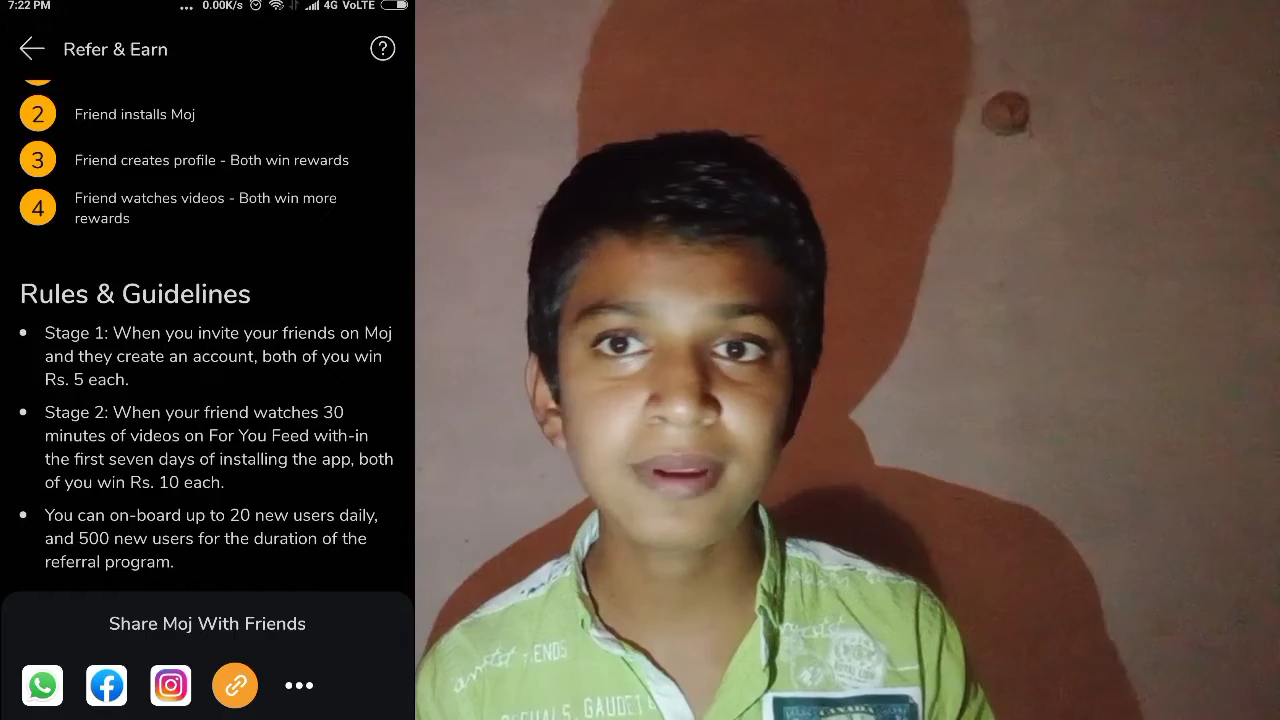 7:22 PM
... 0.00K/s 4G VoLTE
Refer & Earn
?
2 Friend installs Moj
3 Friend creates profile - Both win rewards
4 Friend watches videos - Both win more
rewards
Rules & Guidelines
• Stage 1: When you invite your friends on Moj
and they create an account, both of you win
Rs. 5 each.
• Stage 2: When your friend watches 30
minutes of videos on For You Feed with-in
the first seven days of installing the app, both
of you win Rs. 10 each.
• You can on-board up to 20 new users daily,
and 500 new users for the duration of the
referral program.
Share Moj With Friends
CANADA